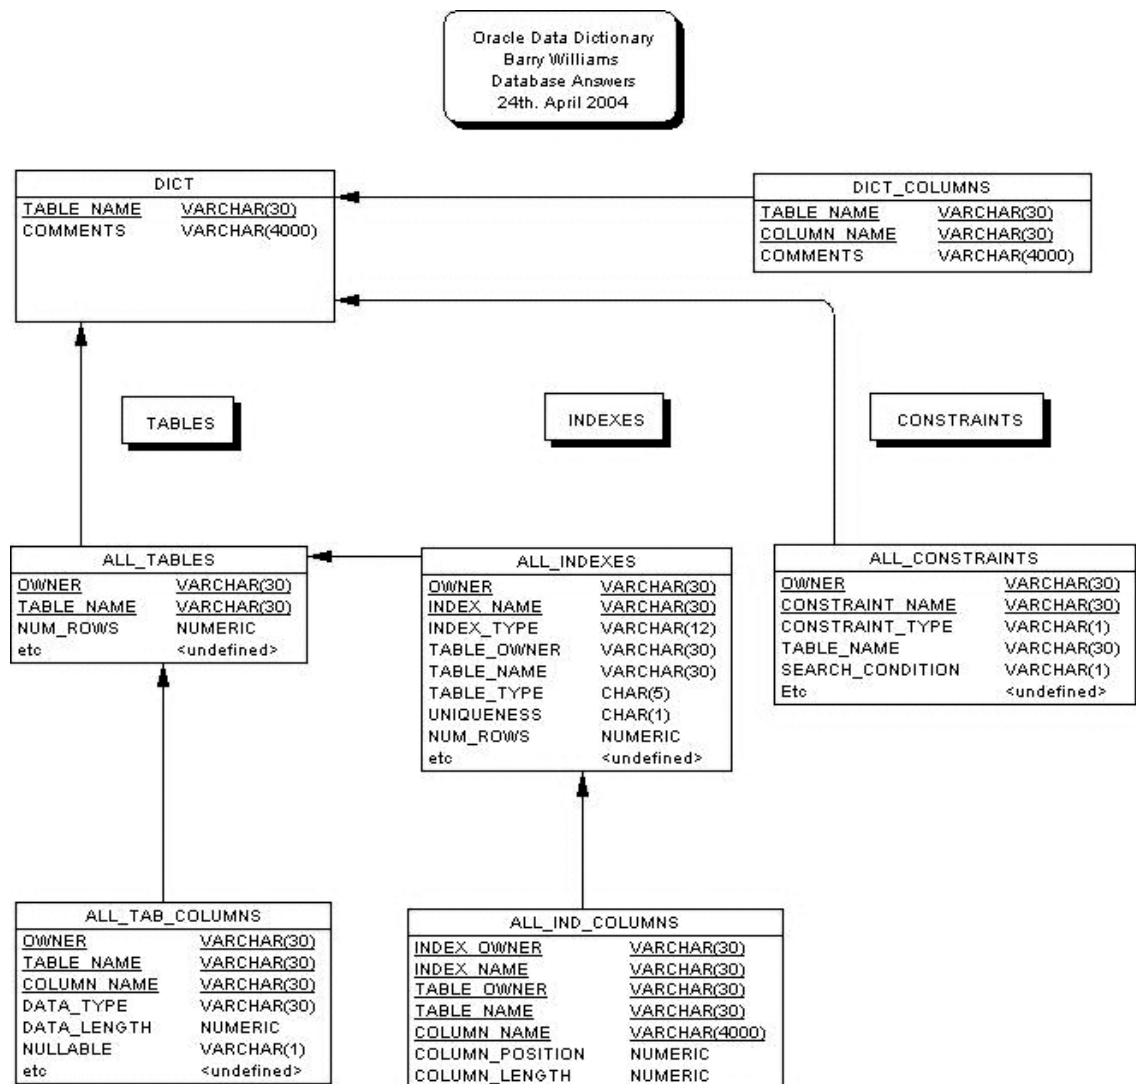 Oracle Data Dictionary
Barry Williams
Database Answers
24th. April 2004
DICT
TABLE_NAME VARCHAR(30)
COMMENTS VARCHAR(4000)
DICT_COLUMNS
TABLE_NAME VARCHAR(30)
COLUMN_NAME VARCHAR(30)
COMMENTS VARCHAR(4000)
TABLES
INDEXES
CONSTRAINTS
ALL_TABLES
OWNER VARCHAR(30)
TABLE_NAME VARCHAR(30)
NUM_ROWS NUMERIC
etc <undefined>
ALL_INDEXES
OWNER VARCHAR(30)
INDEX_NAME VARCHAR(30)
INDEX_TYPE VARCHAR(12)
TABLE_OWNER VARCHAR(30)
TABLE_NAME VARCHAR(30)
TABLE_TYPE CHAR(5)
UNIQUENESS CHAR(1)
NUM_ROWS NUMERIC
etc <undefined>
ALL_CONSTRAINTS
OWNER VARCHAR(30)
CONSTRAINT_NAME VARCHAR(30)
CONSTRAINT_TYPE VARCHAR(1)
TABLE_NAME VARCHAR(30)
SEARCH_CONDITION VARCHAR(1)
Etc <undefined>
ALL_TAB_COLUMNS
OWNER VARCHAR(30)
TABLE_NAME VARCHAR(30)
COLUMN_NAME VARCHAR(30)
DATA_TYPE VARCHAR(30)
DATA_LENGTH NUMERIC
NULLABLE VARCHAR(1)
etc <undefined>
ALL_IND_COLUMNS
INDEX_OWNER VARCHAR(30)
INDEX_NAME VARCHAR(30)
TABLE_OWNER VARCHAR(30)
TABLE_NAME VARCHAR(30)
COLUMN_NAME VARCHAR(4000)
COLUMN_POSITION NUMERIC
COLUMN_LENGTH NUMERIC